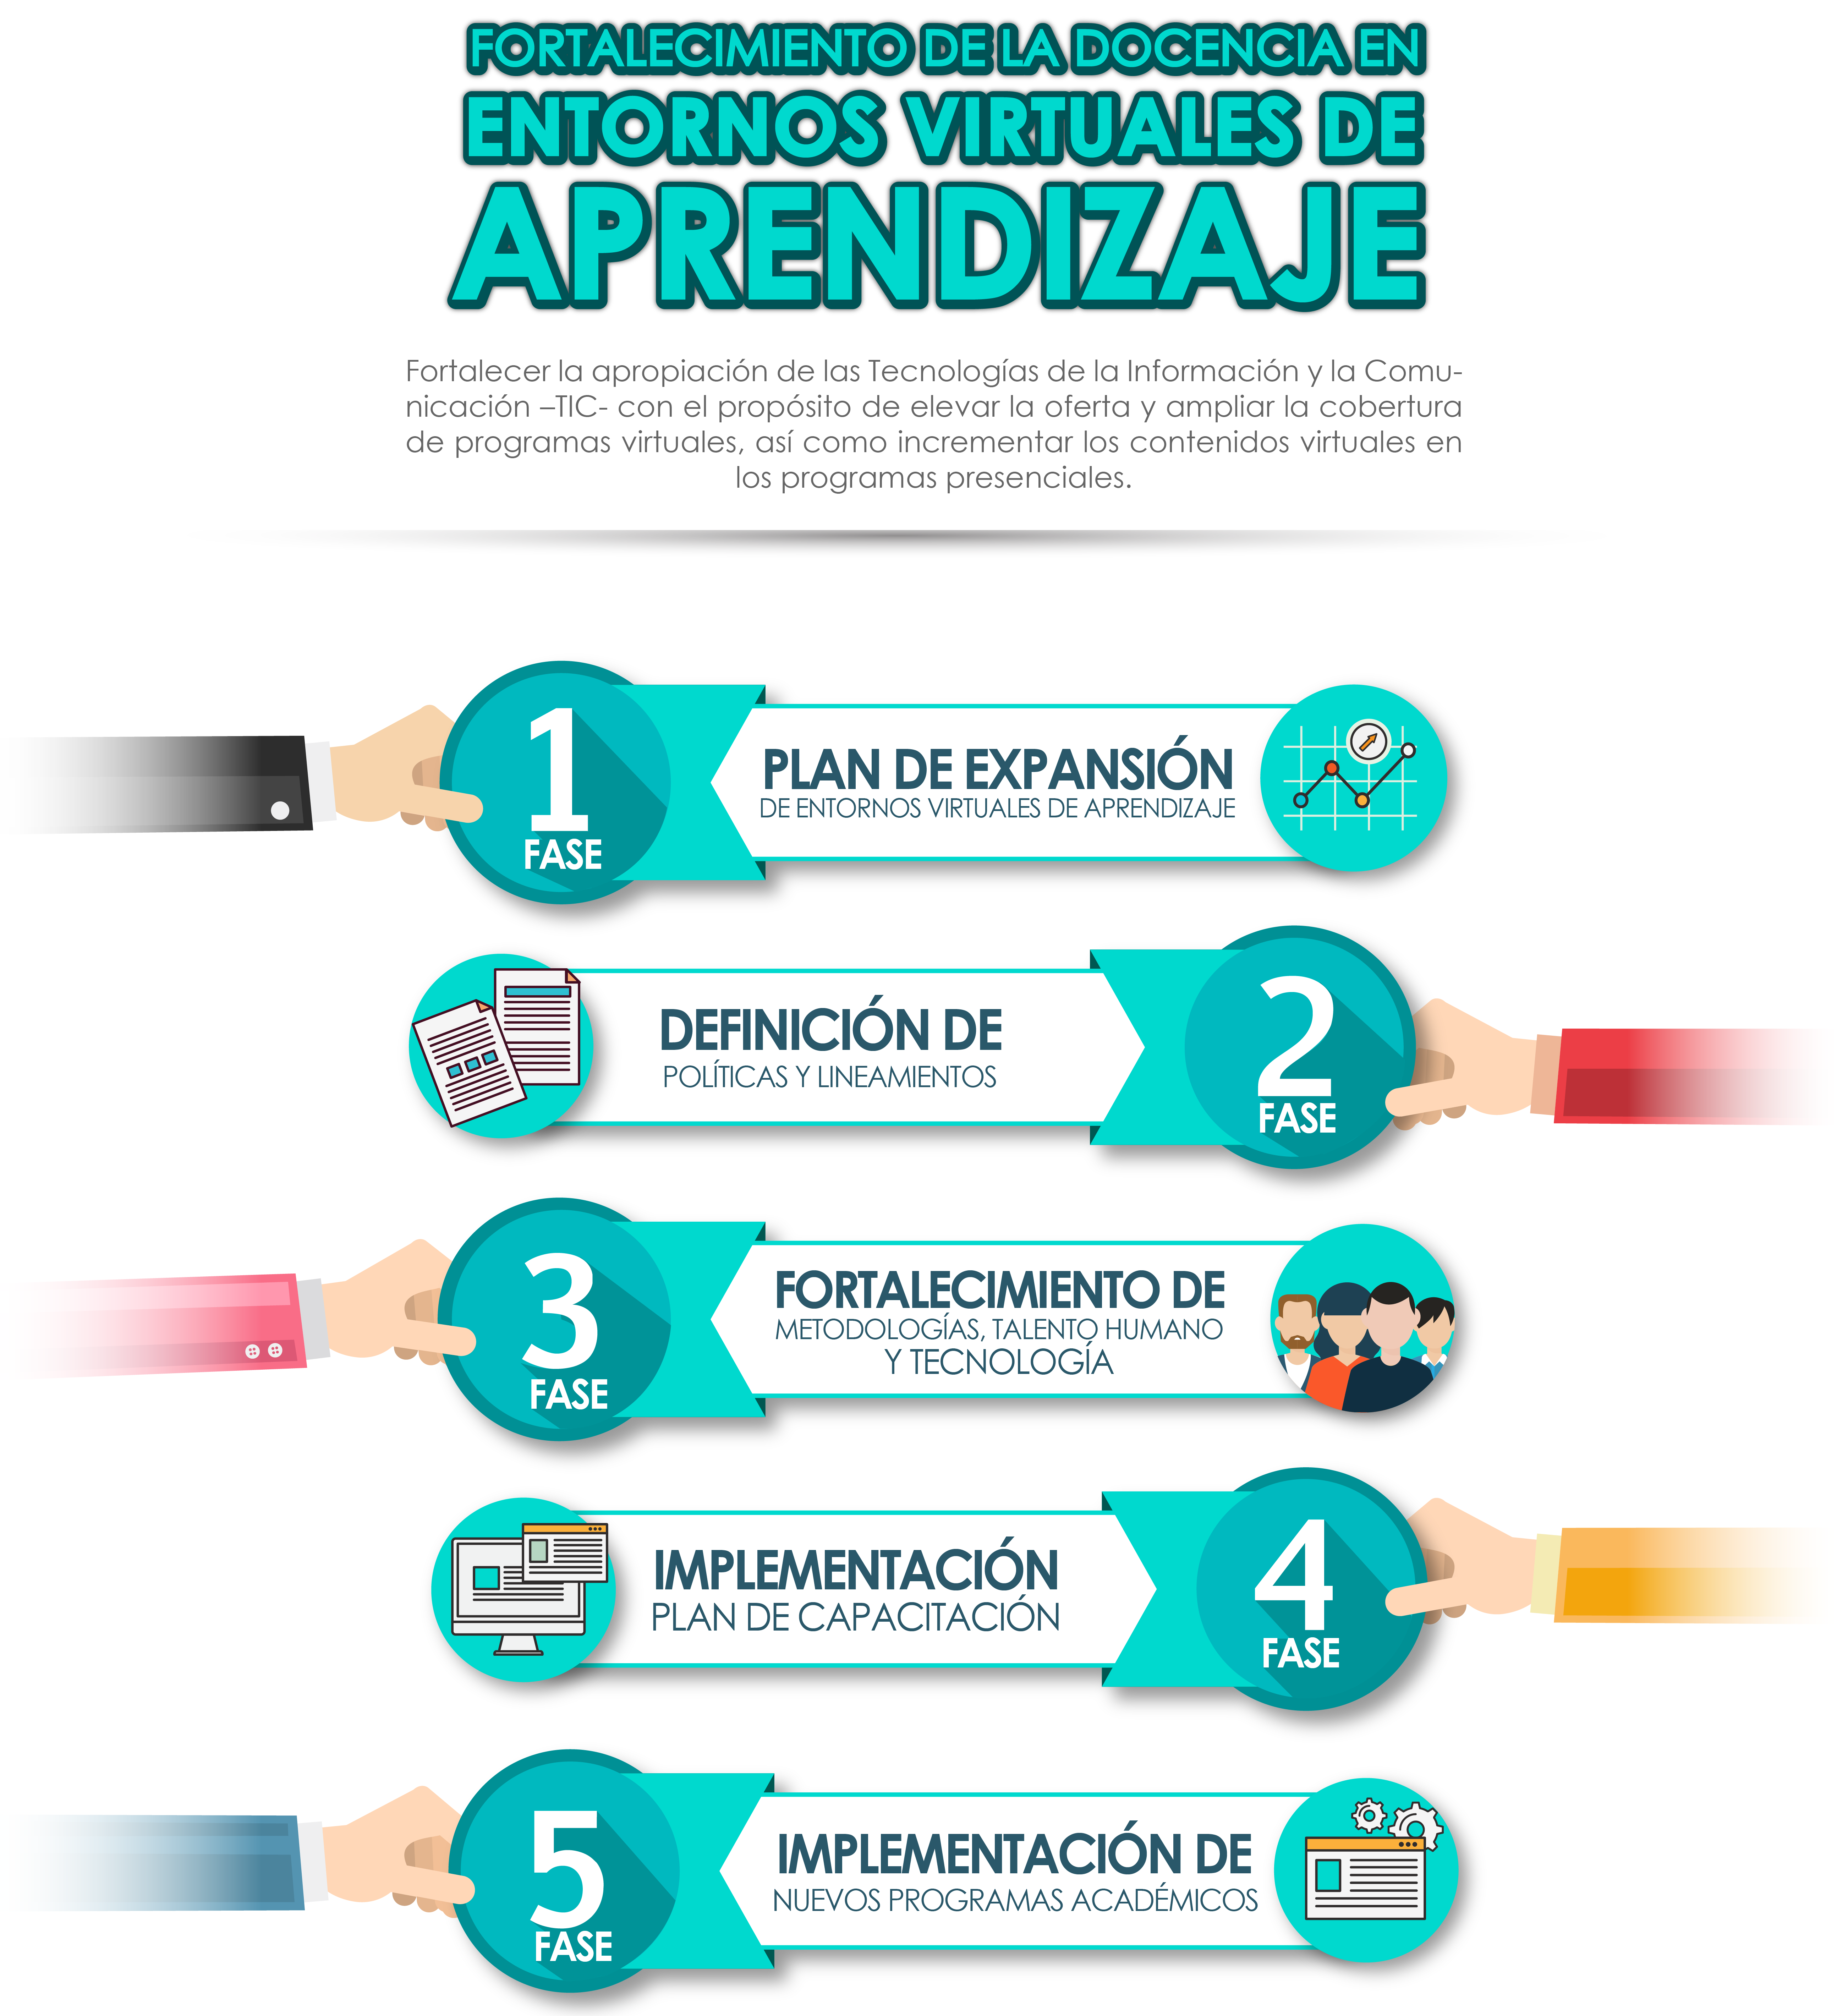 FORTALECIMIENTO DE LA DOCENCIA EN
ENTORNOS VIRTUALES DE
APRENDIZAJE
Fortalecer la apropiación de las Tecnologías de la Información y la Comu-
nicación –TIC- con el propósito de elevar la oferta y ampliar la cobertura
de programas virtuales, así como incrementar los contenidos virtuales en
los programas presenciales.
1
FASE
PLAN DE EXPANSIÓN
DE ENTORNOS VIRTUALES DE APRENDIZAJE
DEFINICIÓN DE
POLÍTICAS Y LINEAMIENTOS
2
FASE
3
FASE
FORTALECIMIENTO DE
METODOLOGÍAS, TALENTO HUMANO
Y TECNOLOGÍA
IMPLEMENTACIÓN
PLAN DE CAPACITACIÓN
4
FASE
5
FASE
IMPLEMENTACIÓN DE
NUEVOS PROGRAMAS ACADÉMICOS